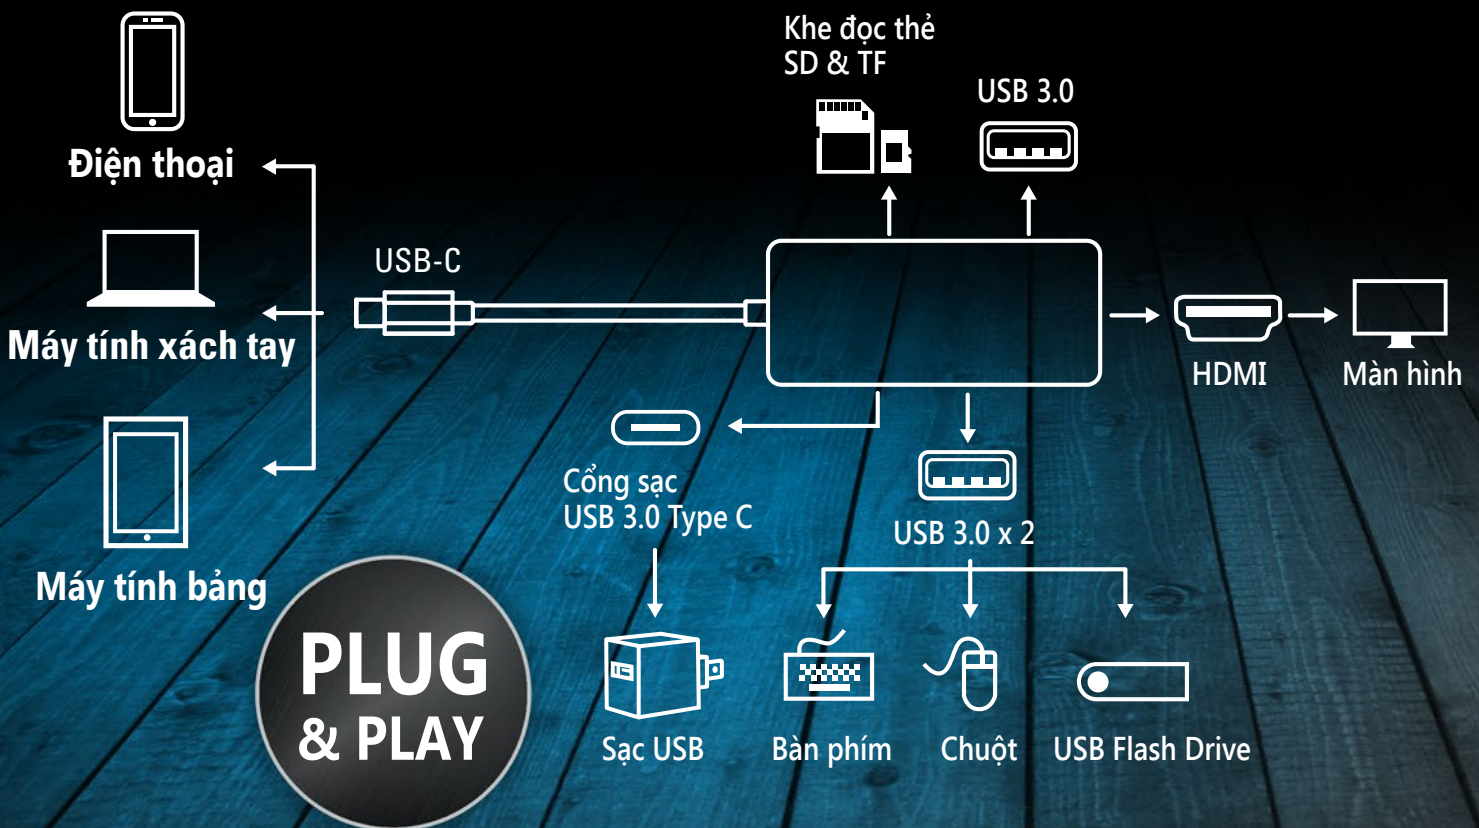 Khe đọc thẻ
SD & TF
USB 3.0
Điện thoại
USB-C
Máy tính xách tay
HDMI
Màn hình
Cổng sạc
USB 3.0 Type C
USB 3.0 x 2
Máy tính bảng
PLUG
& PLAY
Sạc USB
Bàn phím
Chuột
USB Flash Drive